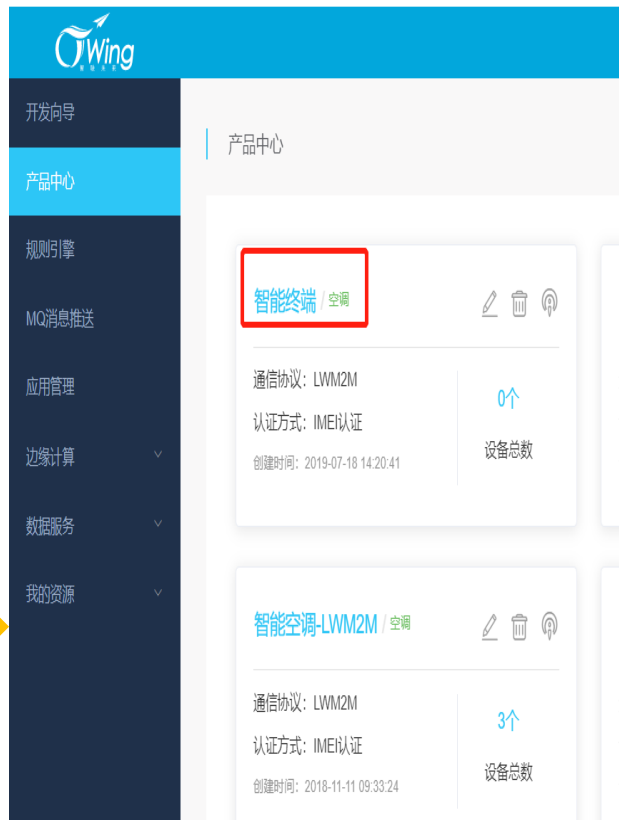 Wing
开发向导
产品中心
规则引擎
MQ消息推送
应用管理
边缘计算
数据服务
我的资源
产品中心
智能终端 / 空调
通信协议：LWM2M
认证方式：IMEI认证
创建时间：2019-07-18 14:20:41
0个
设备总数
智能空调-LWM2M / 空调
通信协议：LWM2M
认证方式：IMEI认证
创建时间：2018-11-11 09:33:24
3个
设备总数